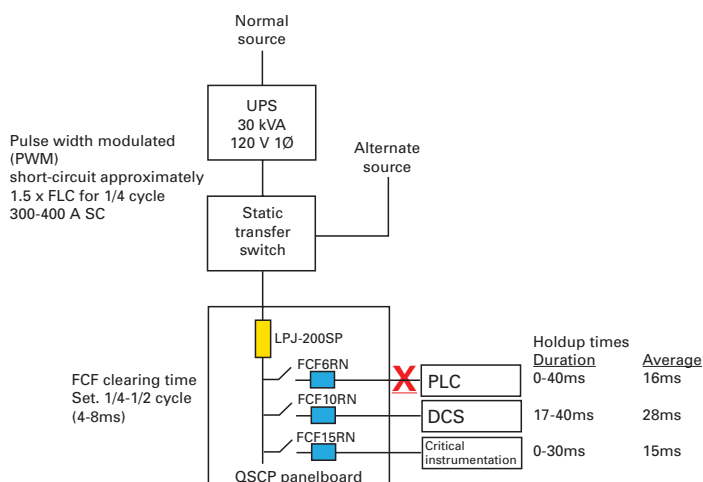 Normal
source
UPS
30 kVA
120 V 1Ø
Pulse width modulated
(PWM)
short-circuit approximately
1.5 x FLC for 1/4 cycle
300-400 A SC
Alternate
source
Static
transfer
switch
LPJ-200SP
FCF clearing time
Set. 1/4-1/2 cycle
(4-8ms)
Holdup times
Duration Average
FCF6RN X PLC 0-40ms 16ms
FCF10RN DCS 17-40ms 28ms
FCF15RN Critical
instrumentation 0-30ms 15ms
QSCP panelboard